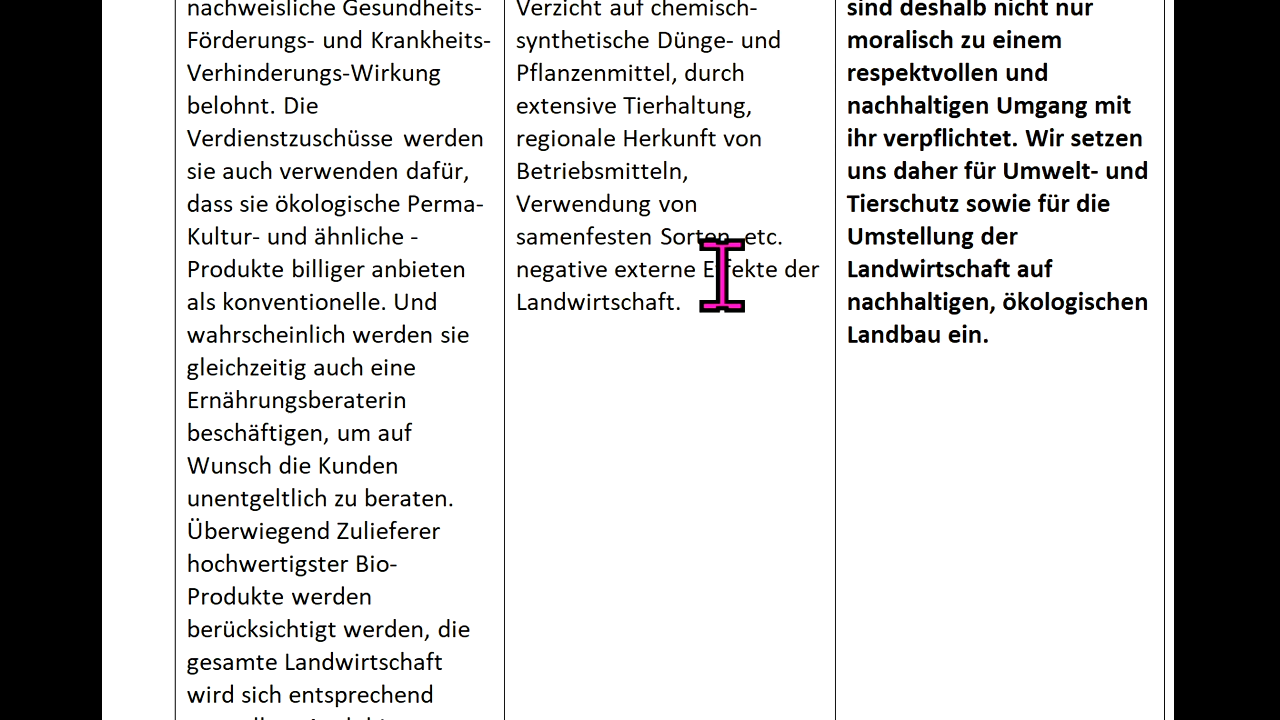 nachweisliche Gesundheits-
Förderungs- und Krankheits-
Verhinderungs-Wirkung
belohnt. Die
Verdienstzuschüsse werden
sie auch verwenden dafür,
dass sie ökologische Perma-
Kultur- und ähnliche -
Produkte billiger anbieten
als konventionelle. Und
wahrscheinlich werden sie
gleichzeitig auch eine
Ernährungsberaterin
beschäftigen, um auf
Wunsch die Kunden
unentgeltlich zu beraten.
Überwiegend Zulieferer
hochwertigster Bio-
Produkte werden
berücksichtigt werden, die
gesamte Landwirtschaft
wird sich entsprechend
Verzicht auf chemisch-
synthetische Dünge- und
Pflanzenmittel, durch
extensive Tierhaltung,
regionale Herkunft von
Betriebsmitteln,
Verwendung von
samenfesten Sorten, etc.
negative externe Effekte der
Landwirtschaft.
sind deshalb nicht nur
moralisch zu einem
respektvollen und
nachhaltigen Umgang mit
ihr verpflichtet. Wir setzen
uns daher für Umwelt- und
Tierschutz sowie für die
Umstellung der
Landwirtschaft auf
nachhaltigen, ökologischen
Landbau ein.